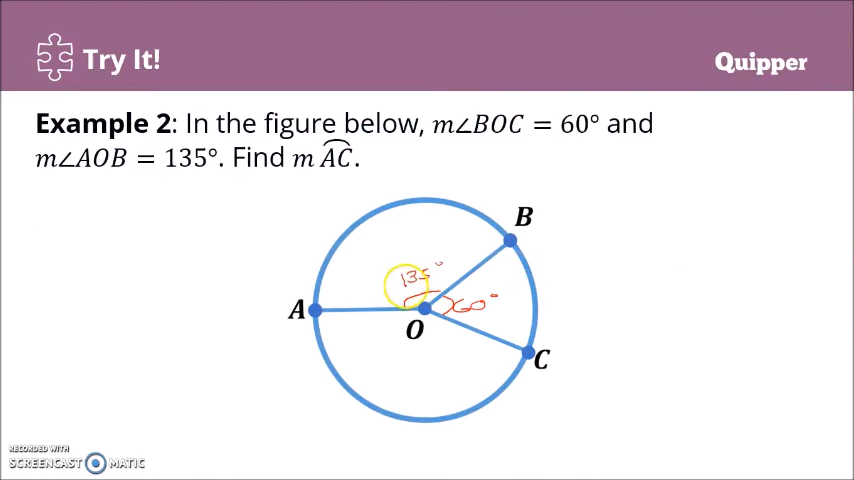 Try It!
Quipper
Example 2: In the figure below, m∠BOC = 60° and
m∠AOB = 135°. Find m AC.
B
135°
60°
A
O
C
RECORDED WITH
SCREENCAST MATIC